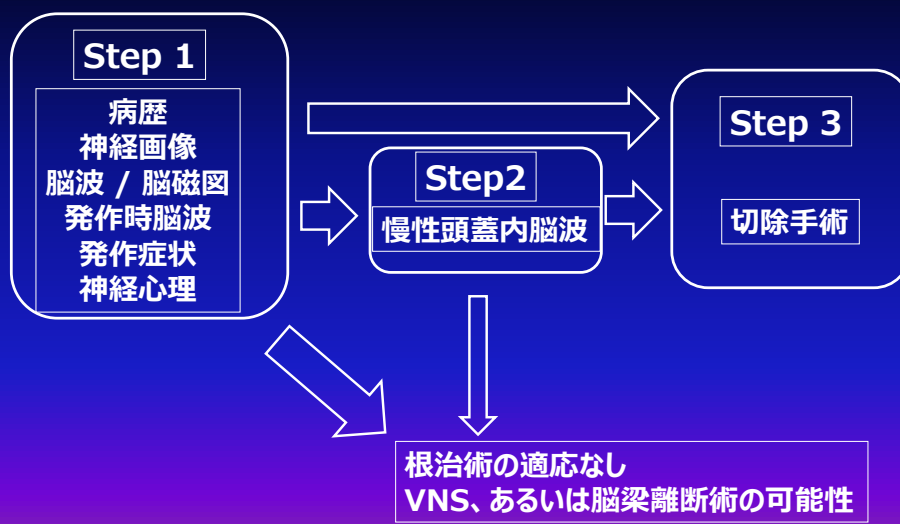 Step 1
病歴
神経画像
脳波 / 脳磁図
発作時脳波
発作症状
神経心理
Step2
慢性頭蓋内脳波
Step 3
切除手術
根治術の適応なし
VNS、あるいは脳梁離断術の可能性